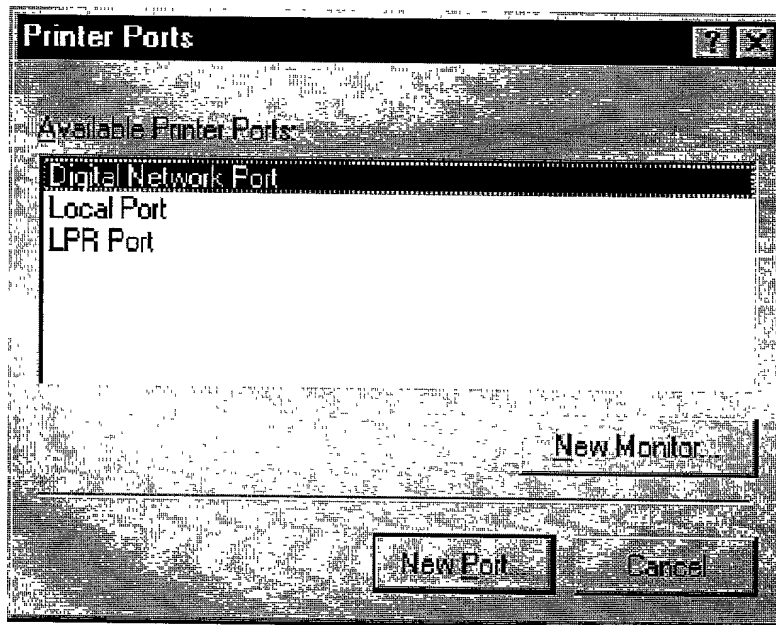 Printer Ports
Available Printer Ports:
Digital Network Port
Local Port
LPR Port
New Monitor...
New Port...
Cancel